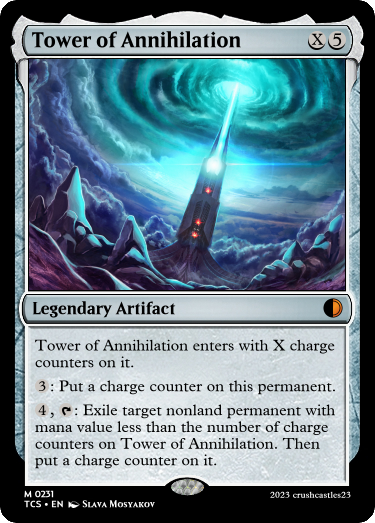 Tower of Annihilation X 5
Legendary Artifact
Tower of Annihilation enters with X charge
counters on it.
3: Put a charge counter on this permanent.
4, : Exile target nonland permanent with
mana value less than the number of charge
counters on Tower of Annihilation. Then
put a charge counter on it.
M 0231
TCS • EN Slava Mosyakov
2023 crushcastles23